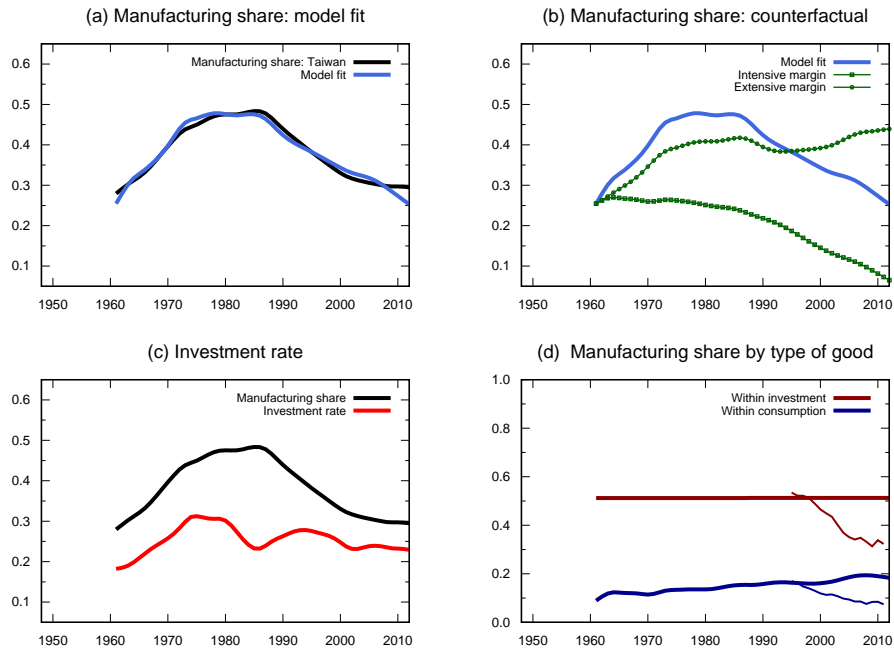 (a) Manufacturing share: model fit
0.6
0.5
0.4
0.3
0.2
0.1
Manufacturing share: Taiwan
Model fit
1950 1960 1970 1980 1990 2000 2010
(b) Manufacturing share: counterfactual
0.6
0.5
0.4
0.3
0.2
0.1
Model fit
Intensive margin
Extensive margin
1950 1960 1970 1980 1990 2000 2010
(c) Investment rate
0.6
0.5
0.4
0.3
0.2
0.1
Manufacturing share
Investment rate
1950 1960 1970 1980 1990 2000 2010
(d) Manufacturing share by type of good
1.0
0.8
0.6
0.4
0.2
0.0
Within investment
Within consumption
1950 1960 1970 1980 1990 2000 2010